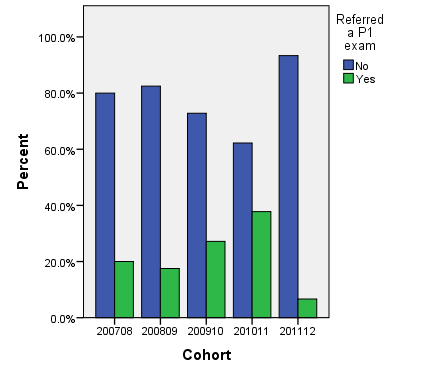 Referred
a P1
exam
No
Yes
100.0%
80.0%
60.0%
40.0%
20.0%
0.0%
Percent
200708 200809 200910 201011 201112
Cohort